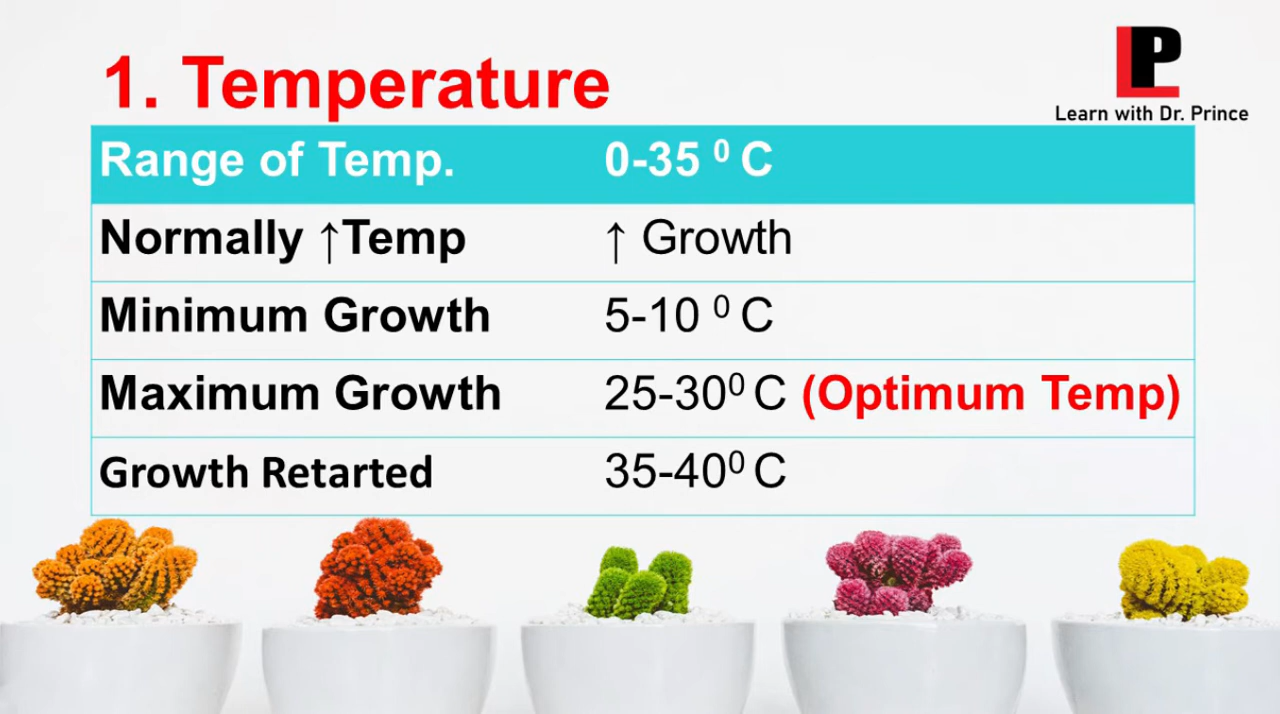 1. Temperature
LP
Learn with Dr. Prince
Range of Temp. 0-35 ⁰ C
Normally ↑Temp ↑ Growth
Minimum Growth 5-10 ⁰ C
Maximum Growth 25-30⁰ C (Optimum Temp)
Growth Retarted 35-40⁰ C